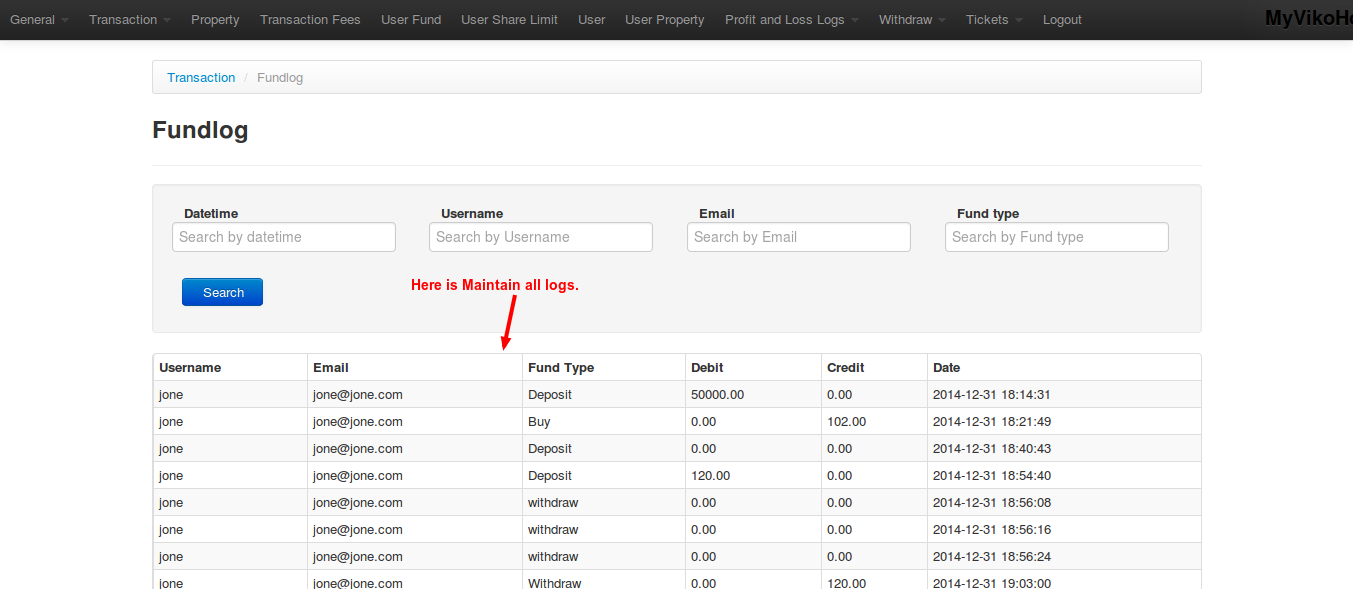 General Transaction Property Transaction Fees User Fund User Share Limit User User Property Profit and Loss Logs Withdraw Tickets Logout MyVikoHo
Transaction / Fundlog
Fundlog
Datetime Username Email Fund type
Search by datetime Search by Username Search by Email Search by Fund type
Search
Here is Maintain all logs.
Username Email Fund Type Debit Credit Date
jone jone@jone.com Deposit 50000.00 0.00 2014-12-31 18:14:31
jone jone@jone.com Buy 0.00 102.00 2014-12-31 18:21:49
jone jone@jone.com Deposit 0.00 0.00 2014-12-31 18:40:43
jone jone@jone.com Deposit 120.00 0.00 2014-12-31 18:54:40
jone jone@jone.com withdraw 0.00 0.00 2014-12-31 18:56:08
jone jone@jone.com withdraw 0.00 0.00 2014-12-31 18:56:16
jone jone@jone.com withdraw 0.00 0.00 2014-12-31 18:56:24
jone jone@jone.com Withdraw 0.00 120.00 2014-12-31 19:03:00